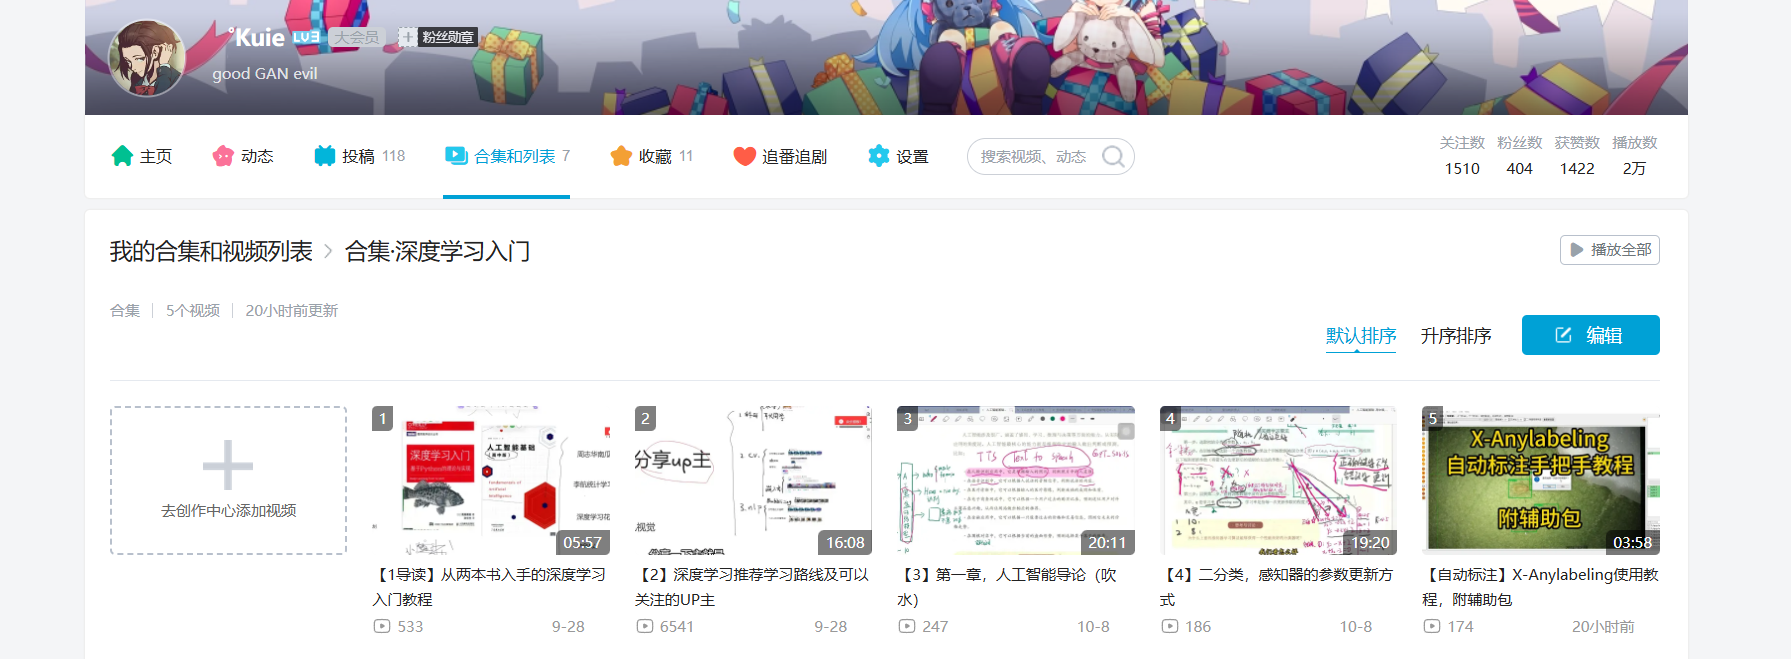 °Kuie LV3 大会员 粉丝勋章
good GAN evil
主页 动态 投稿 118 合集和列表 7 收藏 11 追番追剧 设置 搜索视频、动态
关注数 粉丝数 获赞数 播放数
1510 404 1422 2万
我的合集和视频列表 > 合集·深度学习入门
播放全部
合集 5个视频 20小时前更新
默认排序 升序排序 编辑
去创作中心添加视频
1
深度学习入门
人工智能基础
05:57
【1导读】从两本书入手的深度学习
入门教程
533 9-28
2
分享up主
视觉
16:08
【2】深度学习推荐学习路线及可以
关注的UP主
6541 9-28
3
TTS text to speech
20:11
【3】第一章，人工智能导论（吹
水）
247 10-8
4
19:20
【4】二分类，感知器的参数更新方
式
186 10-8
5
X-Anylabeling
自动标注手把手教程
附辅助包
03:58
【自动标注】X-Anylabeling使用教
程，附辅助包
174 20小时前